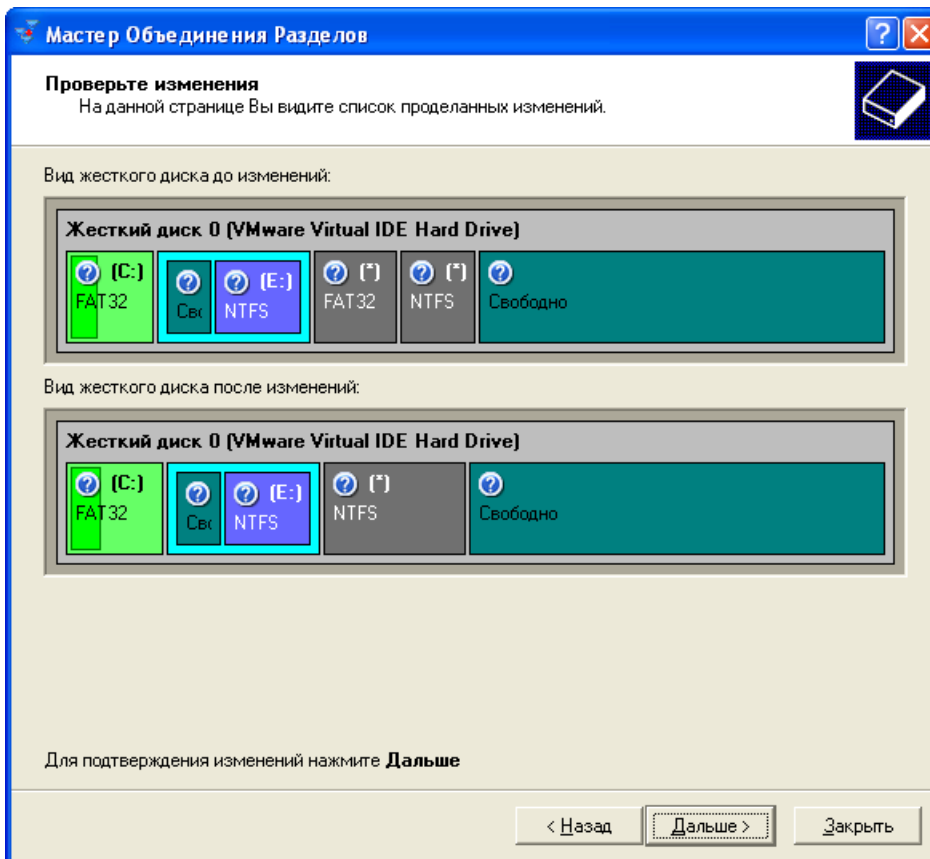 Мастер Объединения Разделов
Проверьте изменения
На данной странице Вы видите список проделанных изменений.
Вид жесткого диска до изменений:
Жесткий диск 0 (VMware Virtual IDE Hard Drive)
(C:) (E:) (*) (*)
FAT32 Свс NTFS FAT32 NTFS Свободно
Вид жесткого диска после изменений:
Жесткий диск 0 (VMware Virtual IDE Hard Drive)
(C:) (E:) (*)
FAT32 Свс NTFS NTFS Свободно
Для подтверждения изменений нажмите Дальше
< Назад Дальше > Закрыть